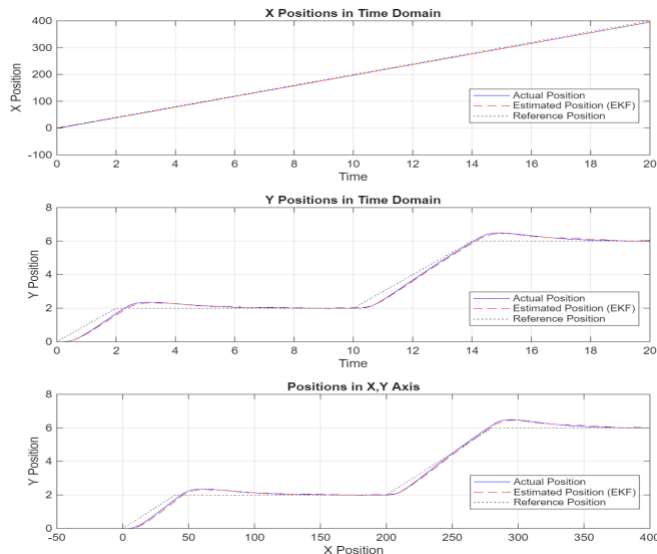 X Positions in Time Domain
400
300
200
100
0
-100
X Position
Actual Position
Estimated Position (EKF)
Reference Position
0 2 4 6 8 10 12 14 16 18 20
Time
Y Positions in Time Domain
8
6
4
2
0
Y Position
Actual Position
Estimated Position (EKF)
Reference Position
0 2 4 6 8 10 12 14 16 18 20
Time
Positions in X,Y Axis
8
6
4
2
0
Y Position
Actual Position
Estimated Position (EKF)
Reference Position
-50 0 50 100 150 200 250 300 350 400
X Position